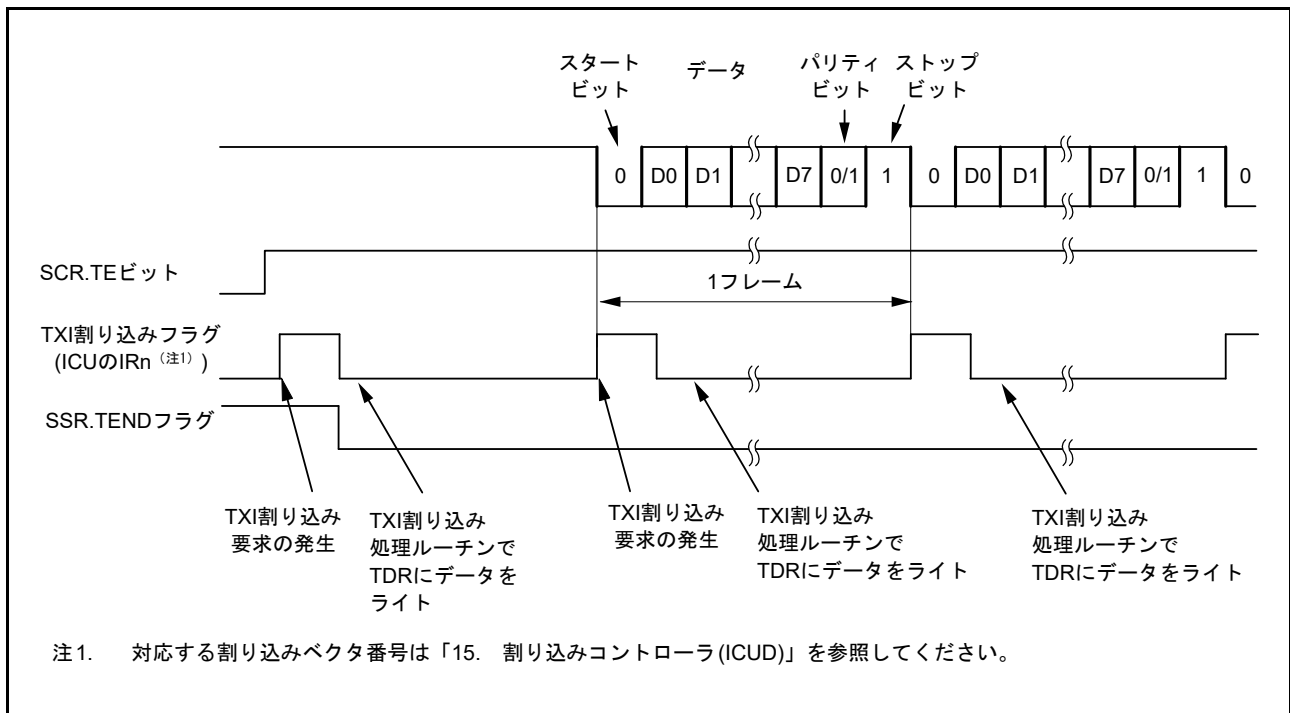 スタート
ビット
データ
パリティ
ビット
ストップ
ビット
0 D0 D1 D7 0/1 1 0 D0 D1 D7 0/1 1 0
SCR.TEビット
1フレーム
TXI割り込みフラグ
(ICUのIRn（注1）)
SSR.TENDフラグ
TXI割り込み
要求の発生
TXI割り込み
処理ルーチンで
TDRにデータを
ライト
TXI割り込み
要求の発生
TXI割り込み
処理ルーチンで
TDRにデータをライト
TXI割り込み
処理ルーチンで
TDRにデータをライト
注1. 対応する割り込みベクタ番号は「15. 割り込みコントローラ(ICUD)」を参照してください。